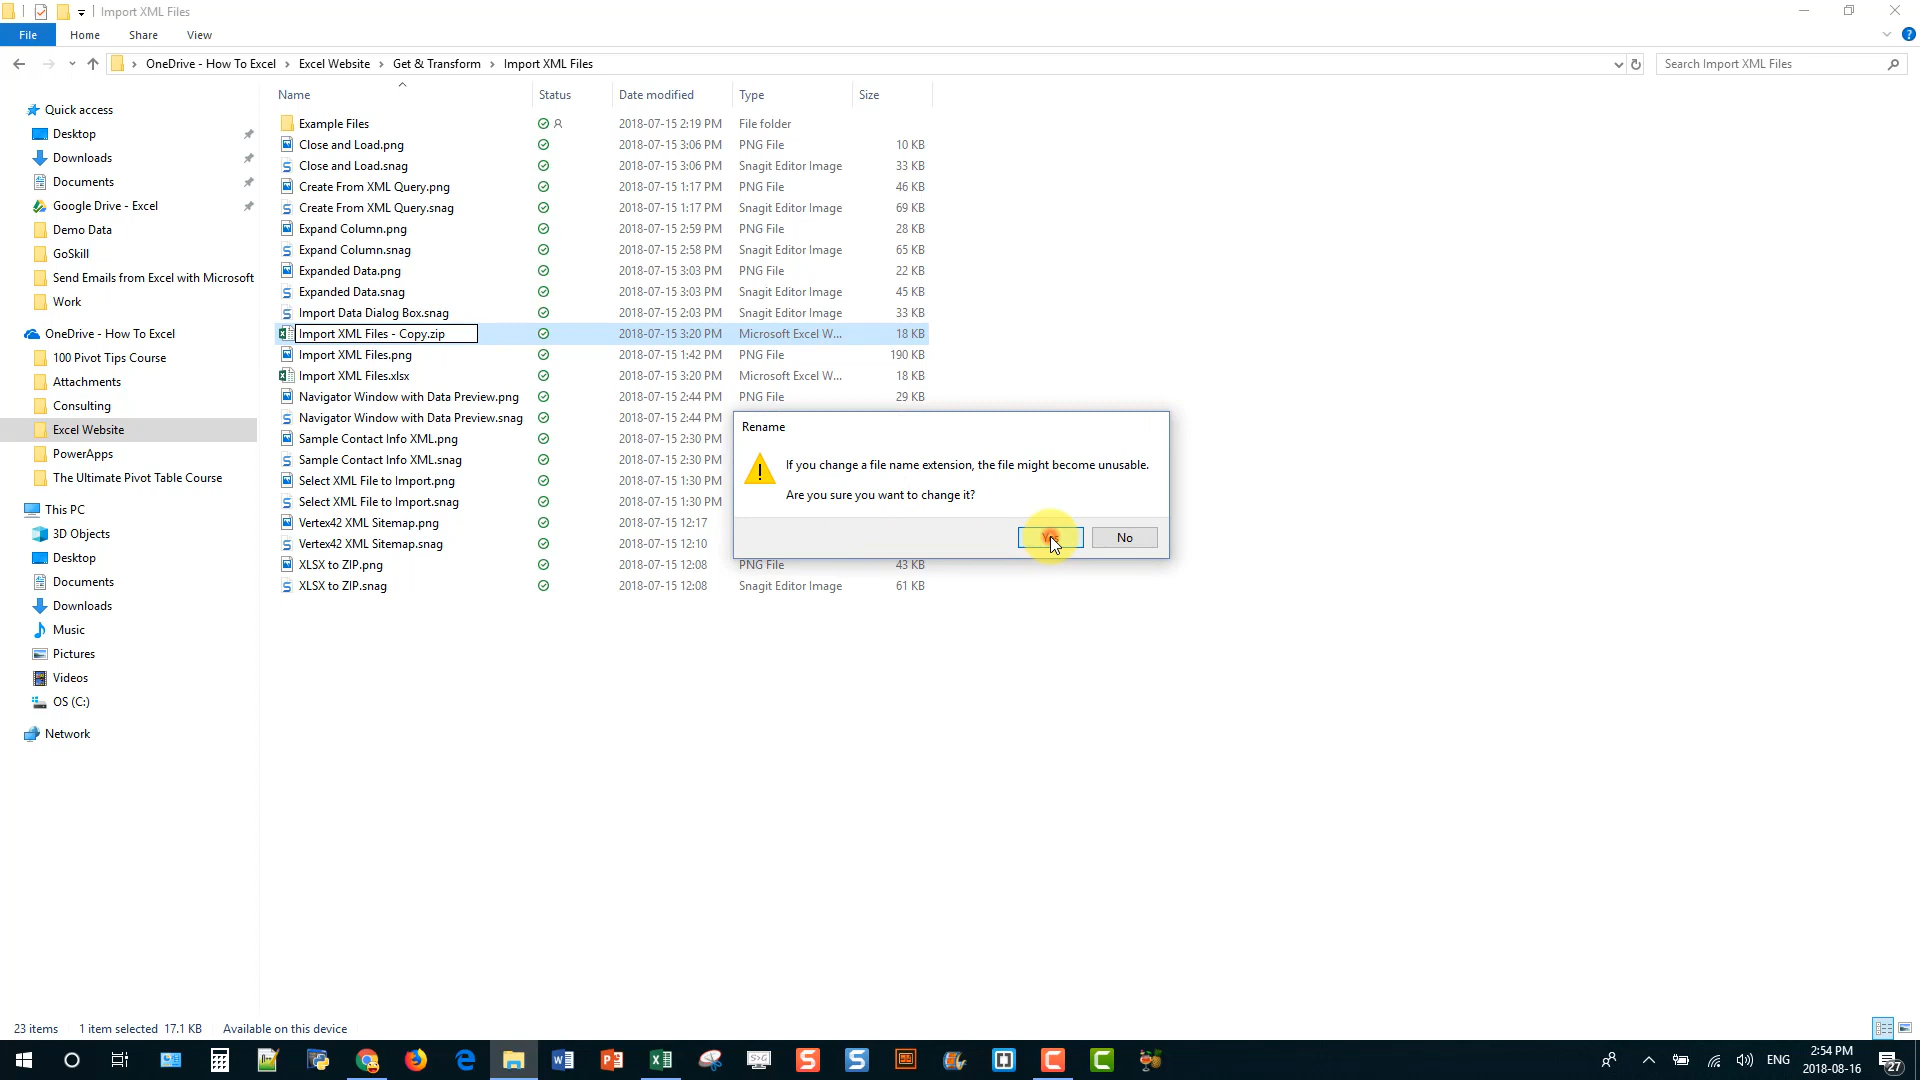 Import XML Files
File Home Share View
OneDrive - How To Excel Excel Website Get & Transform Import XML Files Search Import XML Files
Name Status Date modified Type Size
Quick access
Desktop
Downloads
Documents
Google Drive - Excel
Demo Data
GoSkill
Send Emails from Excel with Microsoft
Work
OneDrive - How To Excel
100 Pivot Tips Course
Attachments
Consulting
Excel Website
PowerApps
The Ultimate Pivot Table Course
This PC
3D Objects
Desktop
Documents
Downloads
Music
Pictures
Videos
OS (C:)
Network
Example Files 2018-07-15 2:19 PM File folder
Close and Load.png 2018-07-15 3:06 PM PNG File 10 KB
Close and Load.snag 2018-07-15 3:06 PM Snagit Editor Image 33 KB
Create From XML Query.png 2018-07-15 1:17 PM PNG File 46 KB
Create From XML Query.snag 2018-07-15 1:17 PM Snagit Editor Image 69 KB
Expand Column.png 2018-07-15 2:59 PM PNG File 28 KB
Expand Column.snag 2018-07-15 2:58 PM Snagit Editor Image 65 KB
Expanded Data.png 2018-07-15 3:03 PM PNG File 22 KB
Expanded Data.snag 2018-07-15 3:03 PM Snagit Editor Image 45 KB
Import Data Dialog Box.snag 2018-07-15 2:03 PM Snagit Editor Image 33 KB
Import XML Files - Copy.zip 2018-07-15 3:20 PM Microsoft Excel W... 18 KB
Import XML Files.png 2018-07-15 1:42 PM PNG File 190 KB
Import XML Files.xlsx 2018-07-15 3:20 PM Microsoft Excel W... 18 KB
Navigator Window with Data Preview.png 2018-07-15 2:44 PM PNG File 29 KB
Navigator Window with Data Preview.snag 2018-07-15 2:44 PM
Sample Contact Info XML.png 2018-07-15 2:30 PM
Sample Contact Info XML.snag 2018-07-15 2:30 PM
Select XML File to Import.png 2018-07-15 1:30 PM
Select XML File to Import.snag 2018-07-15 1:30 PM
Vertex42 XML Sitemap.png 2018-07-15 12:17
Vertex42 XML Sitemap.snag 2018-07-15 12:10
XLSX to ZIP.png 2018-07-15 12:08 PNG File 43 KB
XLSX to ZIP.snag 2018-07-15 12:08 Snagit Editor Image 61 KB
Rename
If you change a file name extension, the file might become unusable.
Are you sure you want to change it?
Yes No
23 items 1 item selected 17.1 KB Available on this device
ENG
2:54 PM
2018-08-16
27